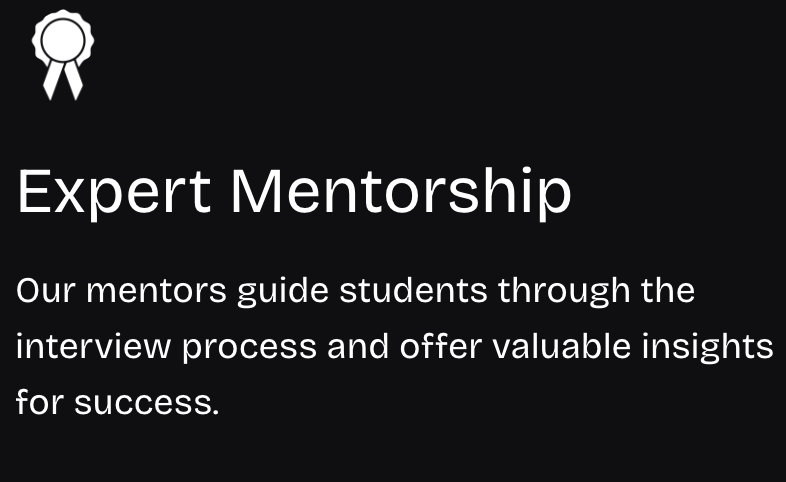 Expert Mentorship
Our mentors guide students through the
interview process and offer valuable insights
for success.